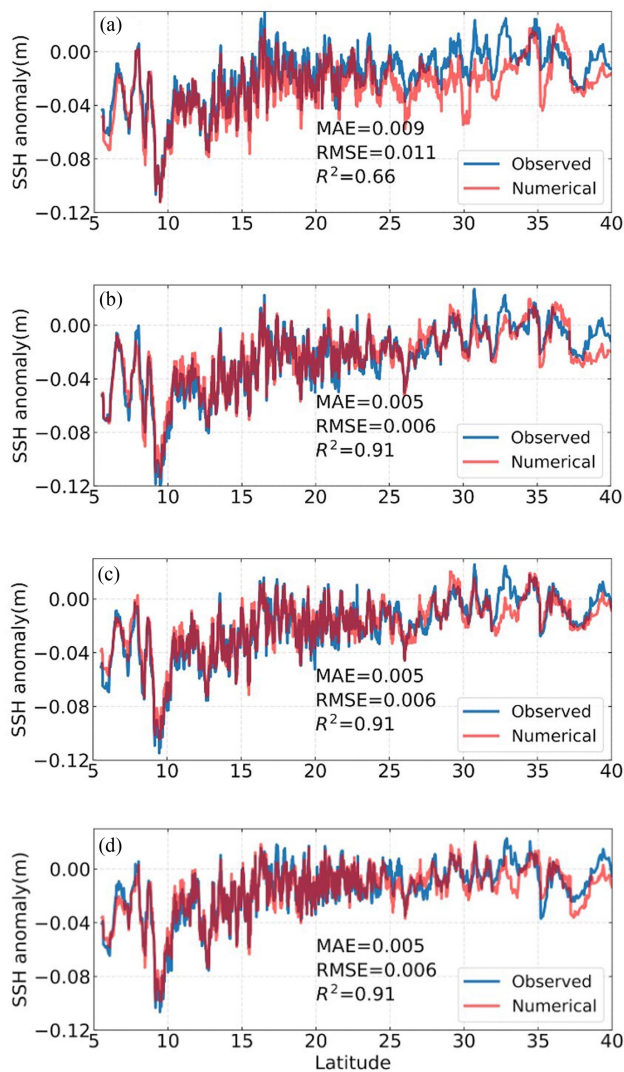 (a)
SSH anomaly(m)
0.00
−0.04
−0.08
−0.12
MAE=0.009
RMSE=0.011
R²=0.66
Observed
Numerical
5 10 15 20 25 30 35 40
(b)
SSH anomaly(m)
0.00
−0.04
−0.08
−0.12
MAE=0.005
RMSE=0.006
R²=0.91
Observed
Numerical
5 10 15 20 25 30 35 40
(c)
SSH anomaly(m)
0.00
−0.04
−0.08
−0.12
MAE=0.005
RMSE=0.006
R²=0.91
Observed
Numerical
5 10 15 20 25 30 35 40
(d)
SSH anomaly(m)
0.00
−0.04
−0.08
−0.12
MAE=0.005
RMSE=0.006
R²=0.91
Observed
Numerical
5 10 15 20 25 30 35 40
Latitude